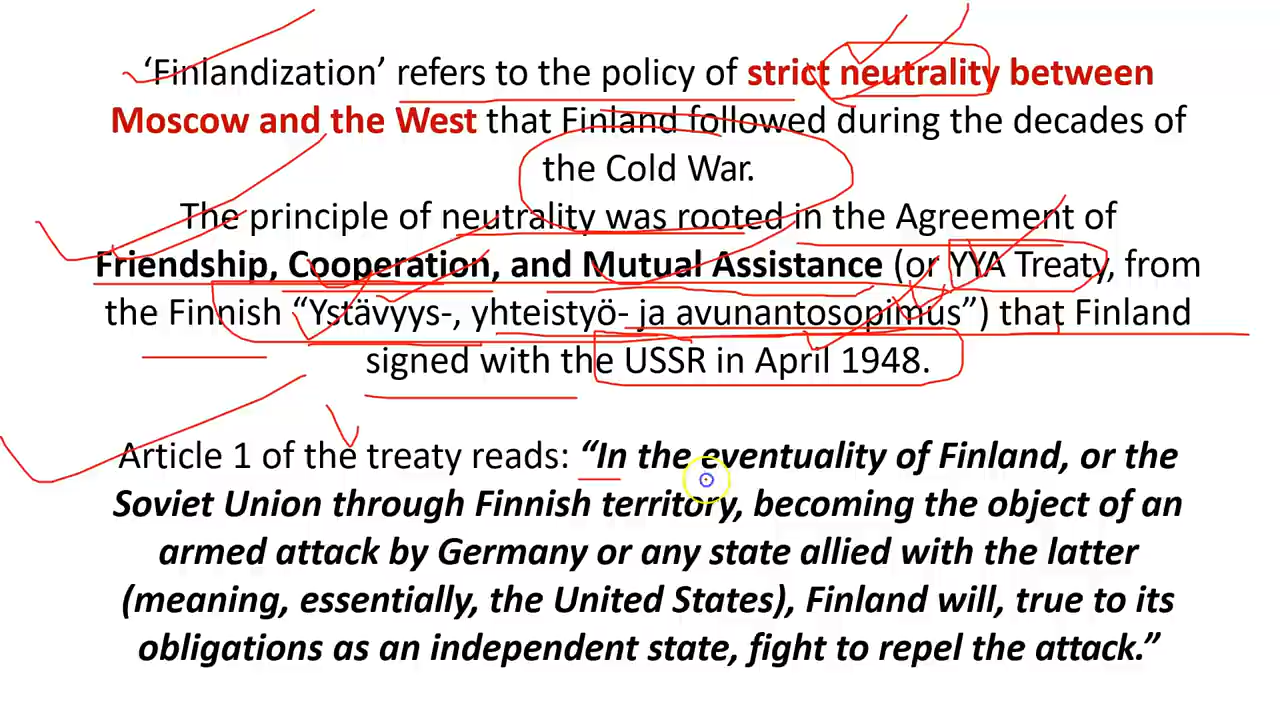 ‘Finlandization’ refers to the policy of strict neutrality between
Moscow and the West that Finland followed during the decades of
the Cold War.
The principle of neutrality was rooted in the Agreement of
Friendship, Cooperation, and Mutual Assistance (or YYA Treaty, from
the Finnish “Ystävyys-, yhteistyö- ja avunantosopimus”) that Finland
signed with the USSR in April 1948.
Article 1 of the treaty reads: “In the eventuality of Finland, or the
Soviet Union through Finnish territory, becoming the object of an
armed attack by Germany or any state allied with the latter
(meaning, essentially, the United States), Finland will, true to its
obligations as an independent state, fight to repel the attack.”